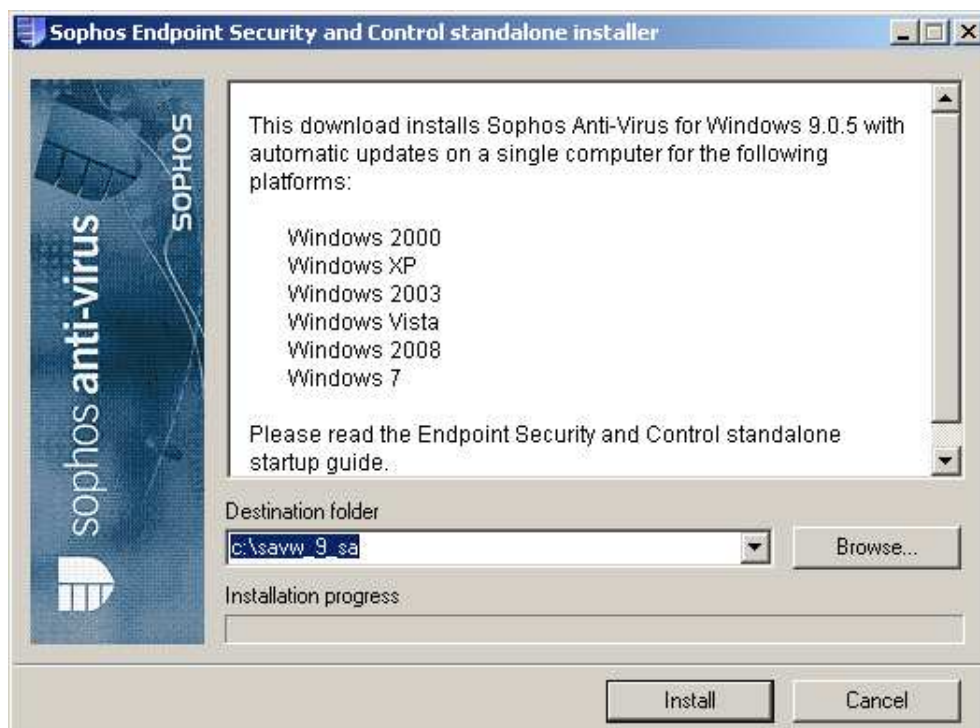 Sophos Endpoint Security and Control standalone installer
SOPHOS
sophos anti-virus
This download installs Sophos Anti-Virus for Windows 9.0.5 with
automatic updates on a single computer for the following
platforms:
Windows 2000
Windows XP
Windows 2003
Windows Vista
Windows 2008
Windows 7
Please read the Endpoint Security and Control standalone
startup guide.
Destination folder
c:\savw_9_sa
Browse...
Installation progress
Install
Cancel